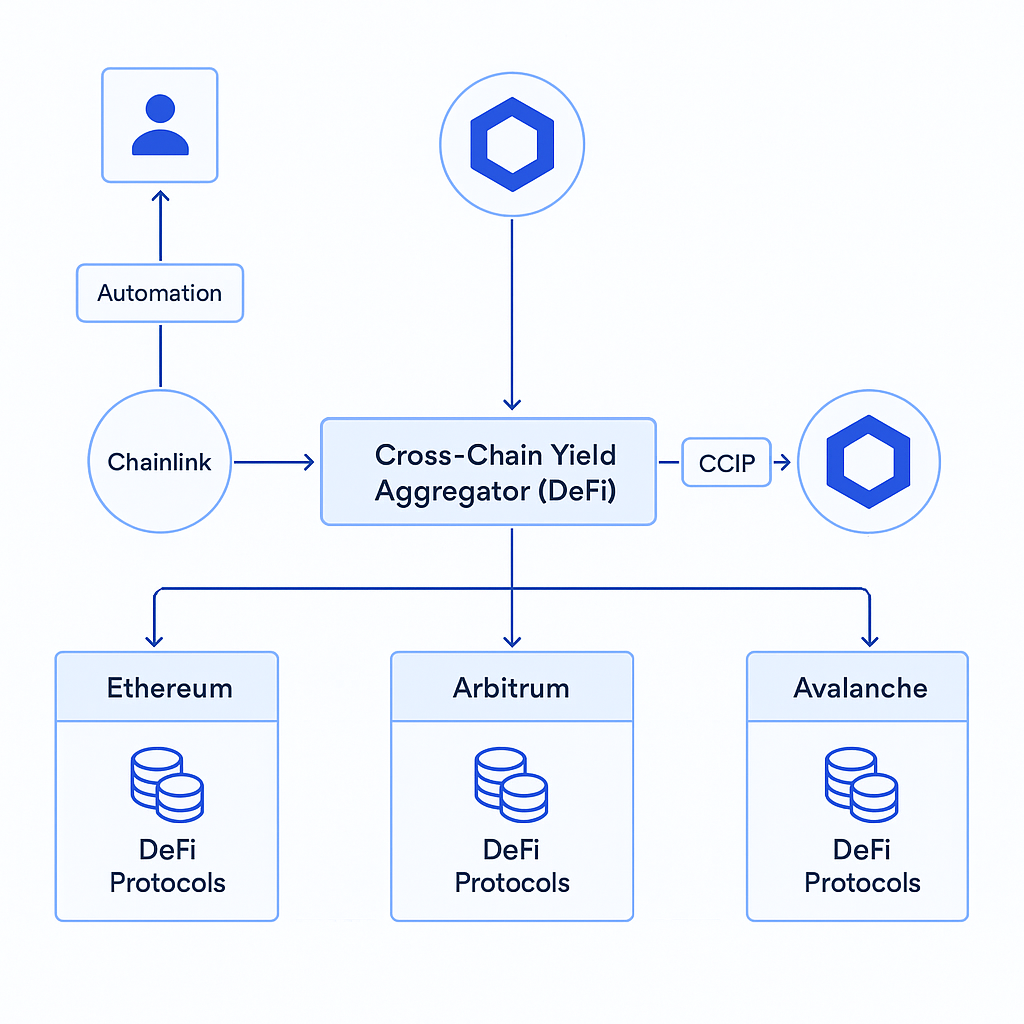 Automation
Chainlink
Cross-Chain Yield
Aggregator (DeFi)
CCIP
Ethereum
Arbitrum
Avalanche
DeFi
Protocols
DeFi
Protocols
DeFi
Protocols